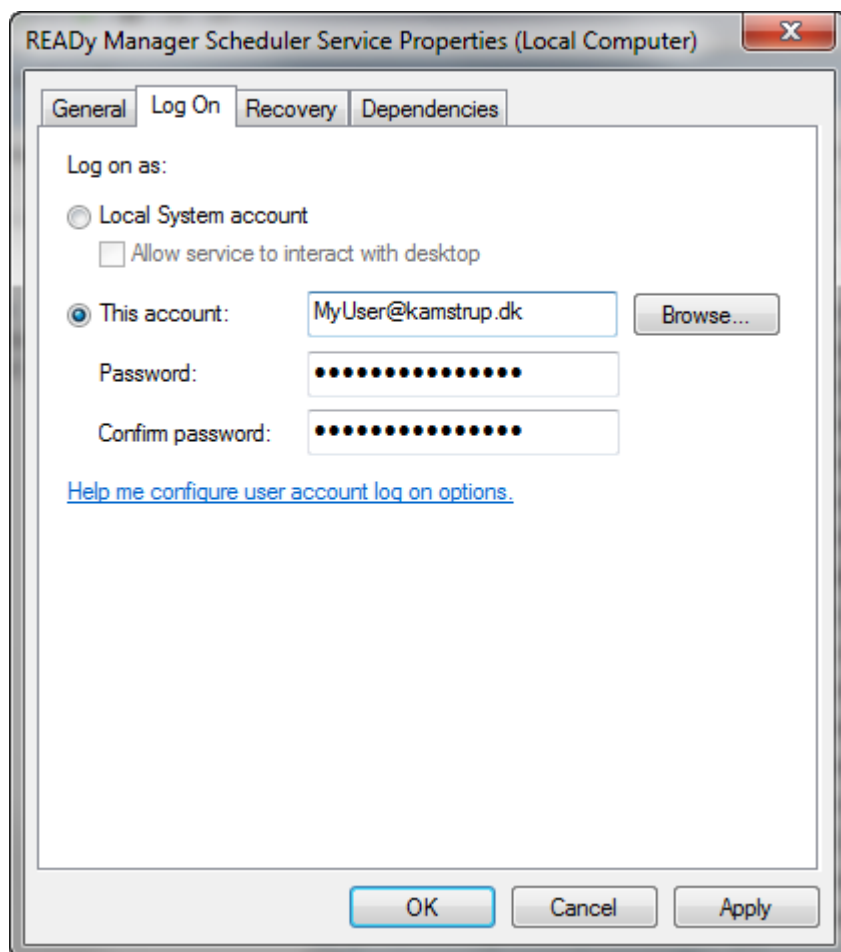 READy Manager Scheduler Service Properties (Local Computer)
General Log On Recovery Dependencies
Log on as:
Local System account
Allow service to interact with desktop
This account: MyUser@kamstrup.dk Browse...
Password: •••••••••••••••
Confirm password: •••••••••••••••
Help me configure user account log on options.
OK Cancel Apply